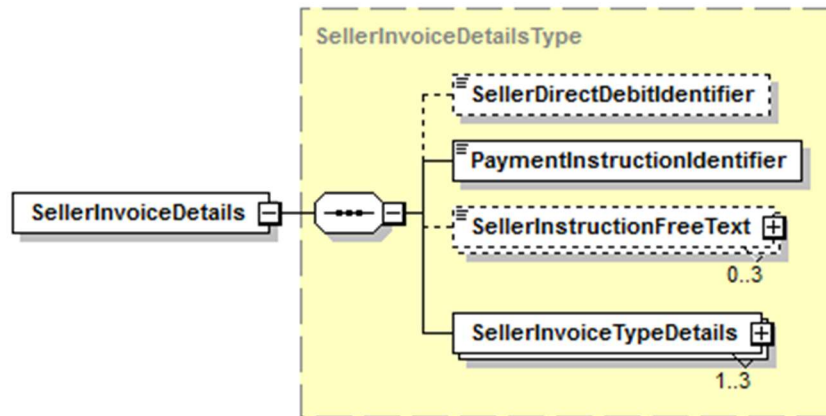 SellerInvoiceDetailsType
SellerDirectDebitIdentifier
PaymentInstructionIdentifier
SellerInvoiceDetails
SellerInstructionFreeText
0..3
SellerInvoiceTypeDetails
1..3